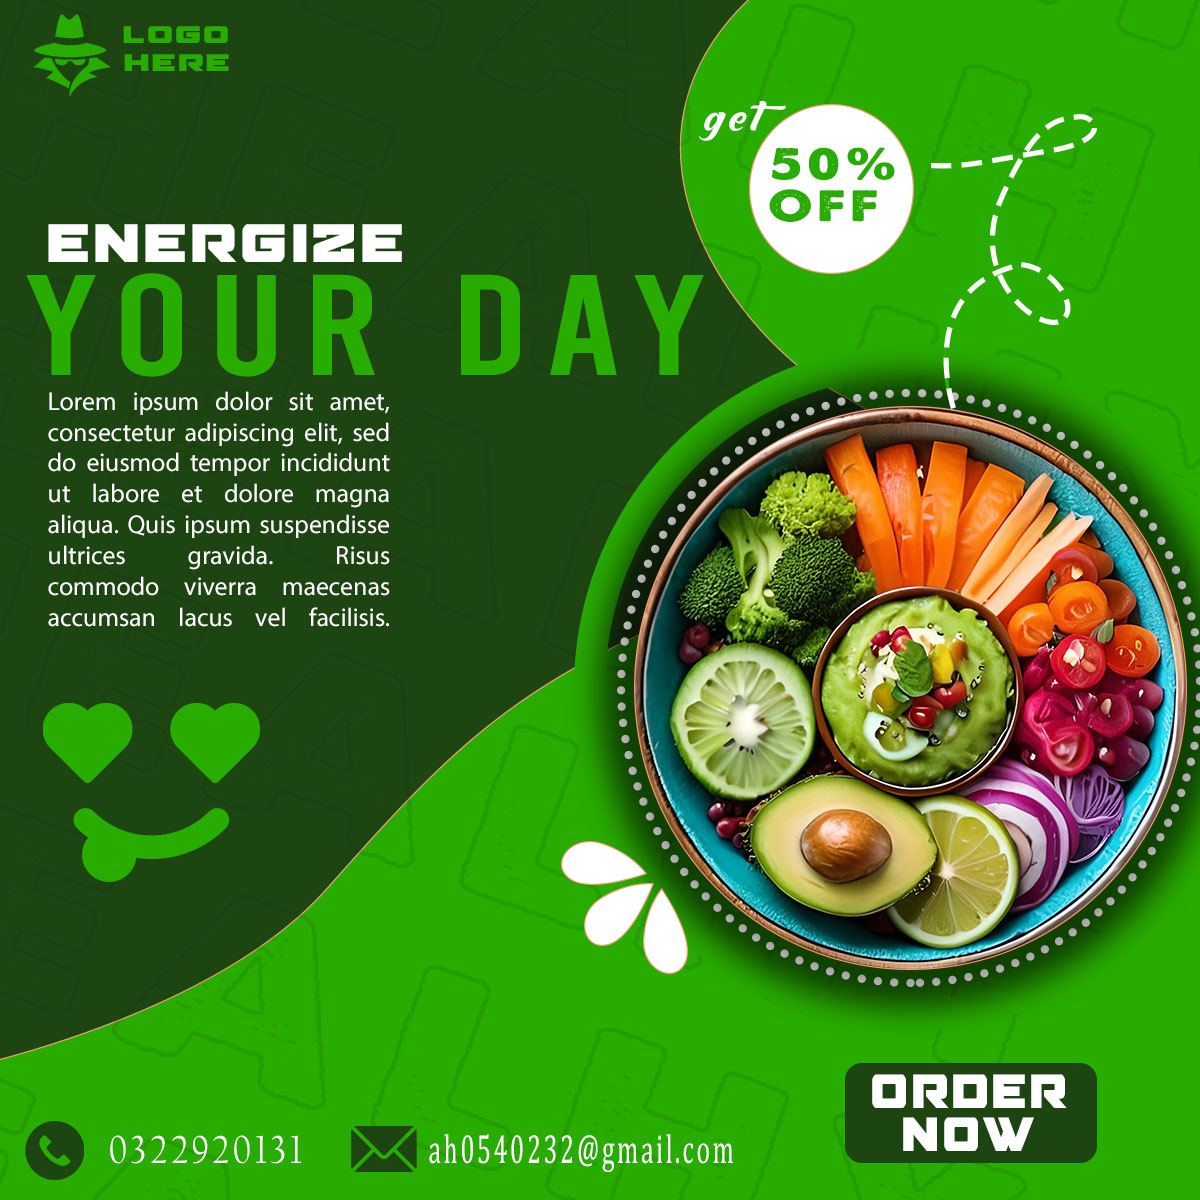 LOGO
HERE
get
50%
OFF
ENERGIZE
YOUR DAY
Lorem ipsum dolor sit amet,
consectetur adipiscing elit, sed
do eiusmod tempor incididunt
ut labore et dolore magna
aliqua. Quis ipsum suspendisse
ultrices gravida. Risus
commodo viverra maecenas
accumsan lacus vel facilisis.
ORDER
NOW
0322920131
ah0540232@gmail.com